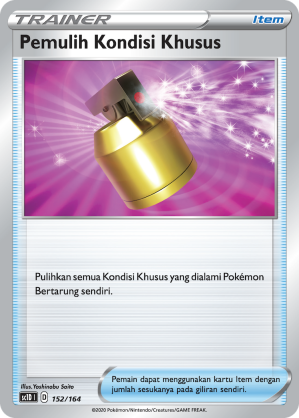 TRAINER
Item
Pemulih Kondisi Khusus
Pulihkan semua Kondisi Khusus yang dialami Pokémon
Bertarung sendiri.
Illus. Yoshinobu Saito
sc1D I D 152/164
Pemain dapat menggunakan kartu Item dengan
jumlah sesukanya pada giliran sendiri.
©2020 Pokémon/Nintendo/Creatures/GAME FREAK.